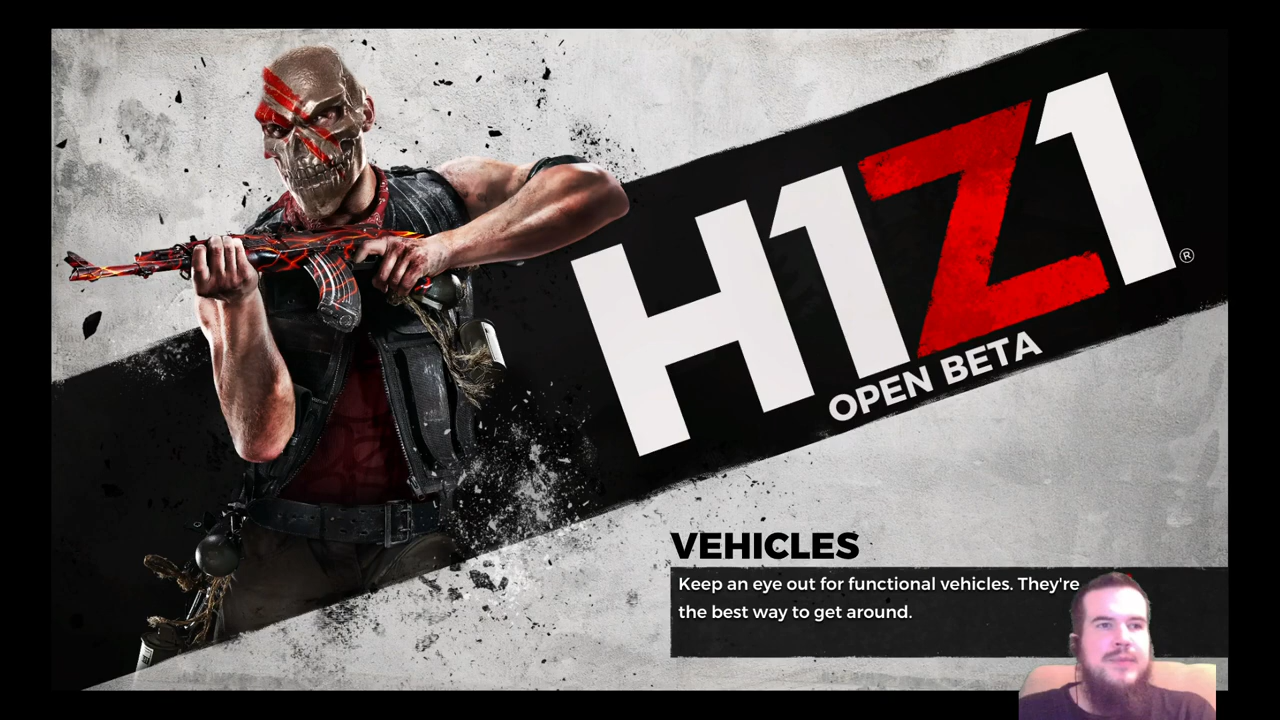 H1Z1®
OPEN BETA
VEHICLES
Keep an eye out for functional vehicles. They're
the best way to get around.